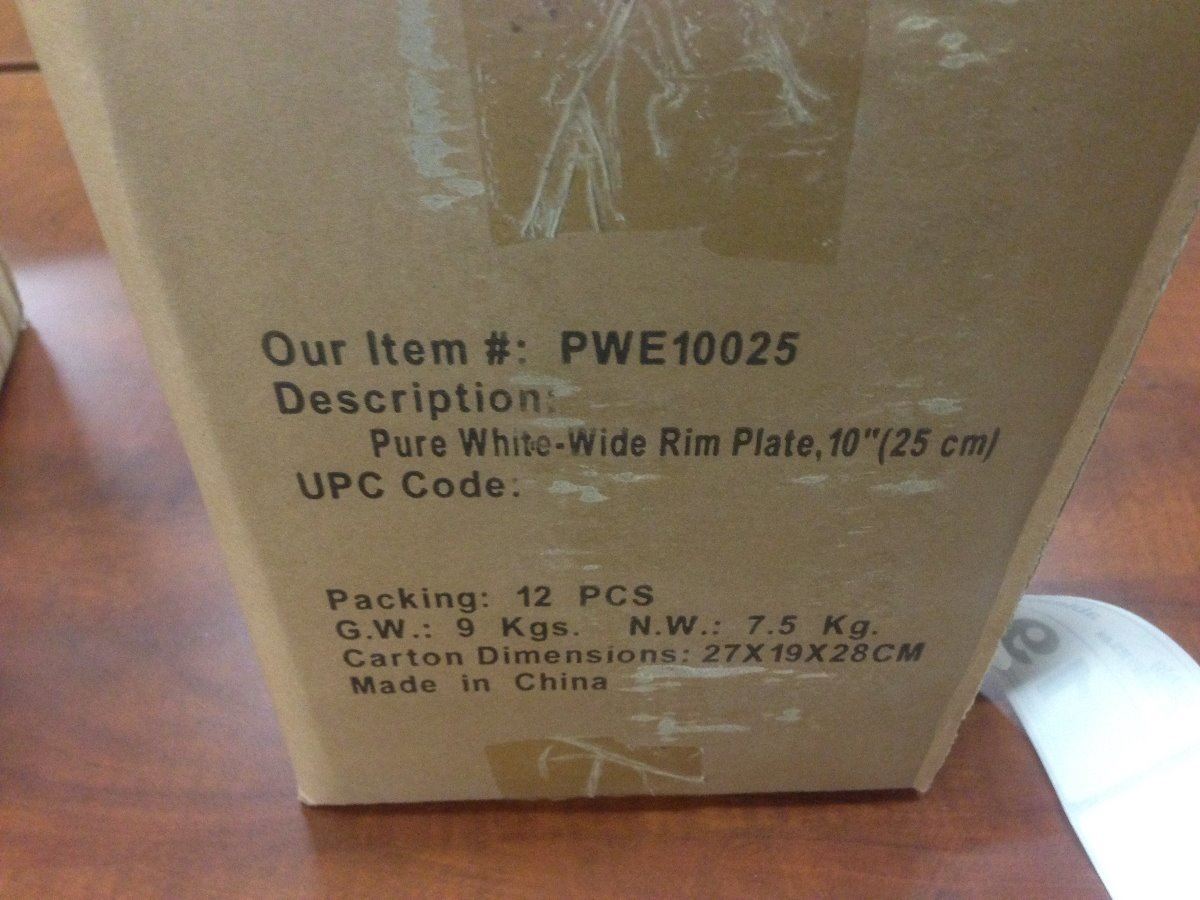 Our Item #: PWE10025
Description:
Pure White-Wide Rim Plate,10"(25 cm)
UPC Code:
Packing: 12 PCS
G.W.: 9 Kgs. N.W.: 7.5 Kg.
Carton Dimensions: 27X19X28CM
Made in China